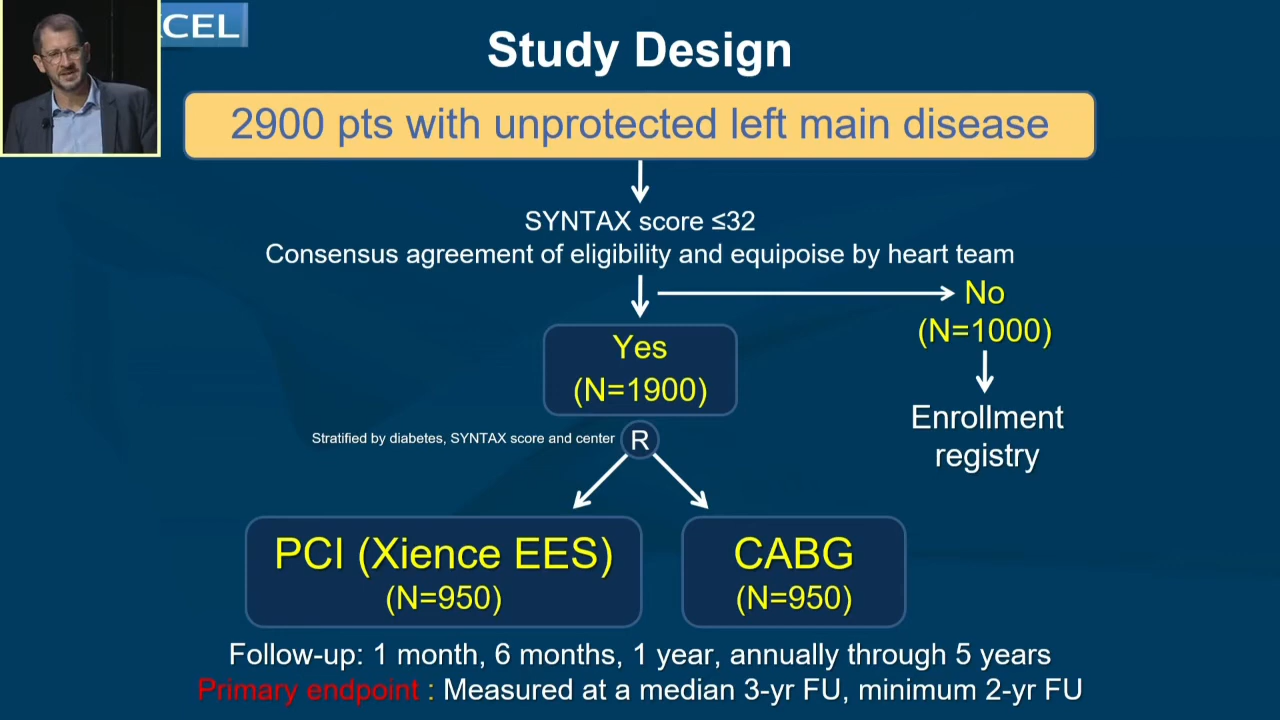 CEL
Study Design
2900 pts with unprotected left main disease
SYNTAX score ≤32
Consensus agreement of eligibility and equipoise by heart team
No
(N=1000)
Yes
(N=1900)
Enrollment
registry
Stratified by diabetes, SYNTAX score and center
R
PCI (Xience EES)
(N=950)
CABG
(N=950)
Follow-up: 1 month, 6 months, 1 year, annually through 5 years
Primary endpoint : Measured at a median 3-yr FU, minimum 2-yr FU